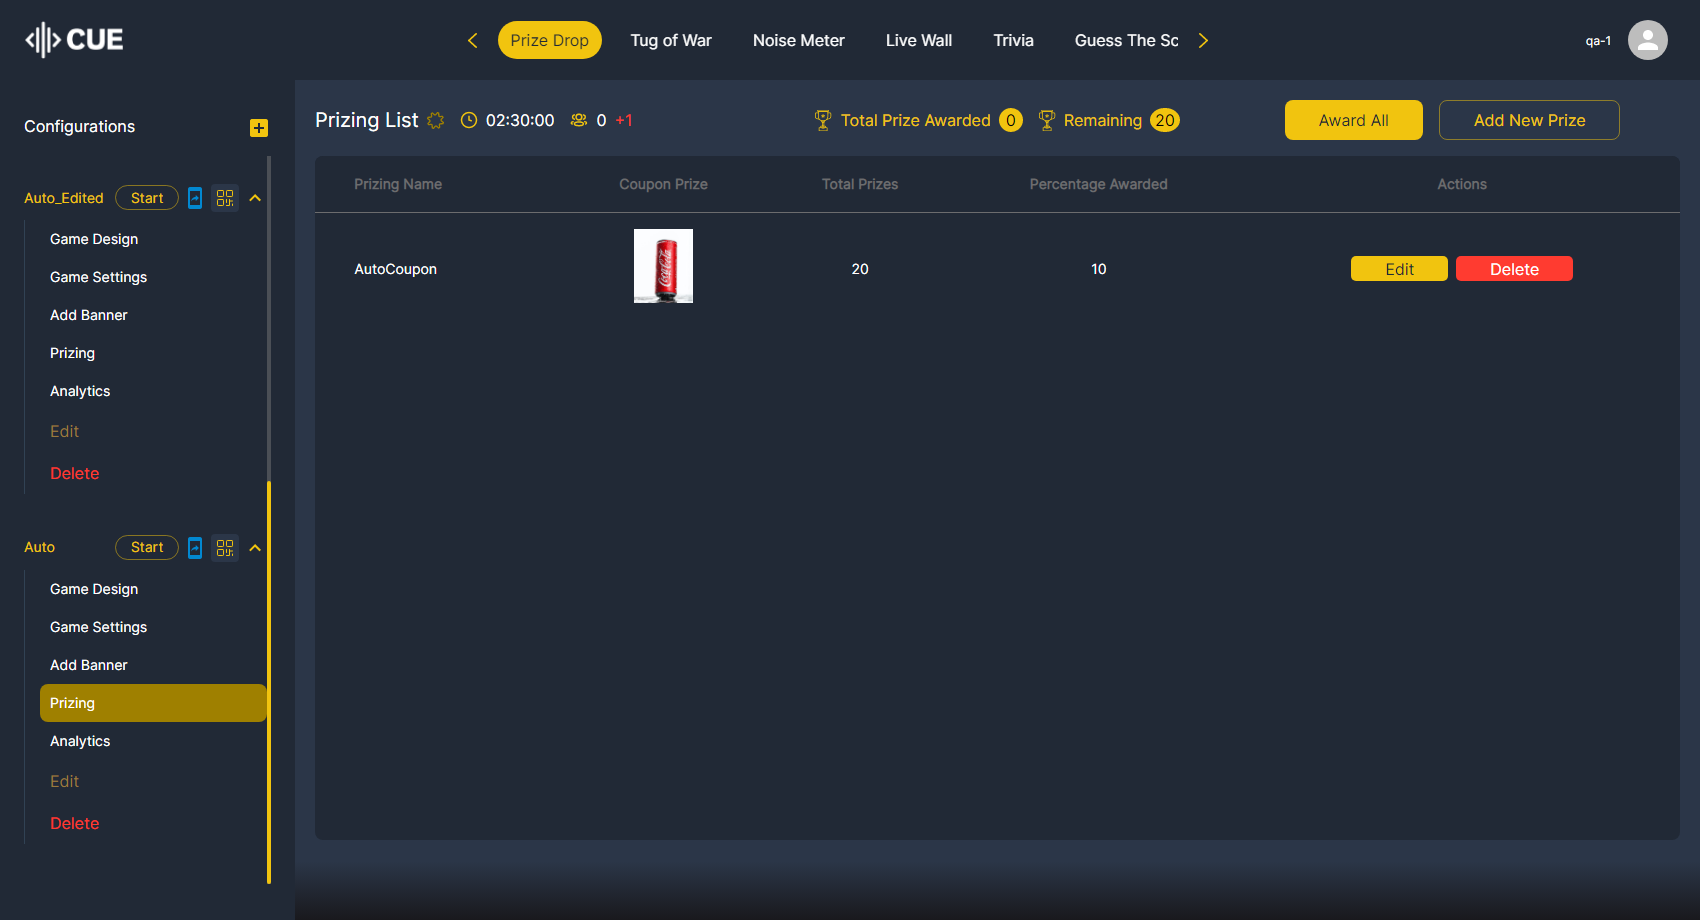 CUE
Prize Drop
Tug of War
Noise Meter
Live Wall
Trivia
Guess The Sc
qa-1
Configurations
Auto_Edited
Start
Game Design
Game Settings
Add Banner
Prizing
Analytics
Edit
Delete
Auto
Start
Game Design
Game Settings
Add Banner
Prizing
Analytics
Edit
Delete
Prizing List
02:30:00
0 +1
Total Prize Awarded 0
Remaining 20
Award All
Add New Prize
Prizing Name
Coupon Prize
Total Prizes
Percentage Awarded
Actions
AutoCoupon
Coca-Cola
20
10
Edit
Delete